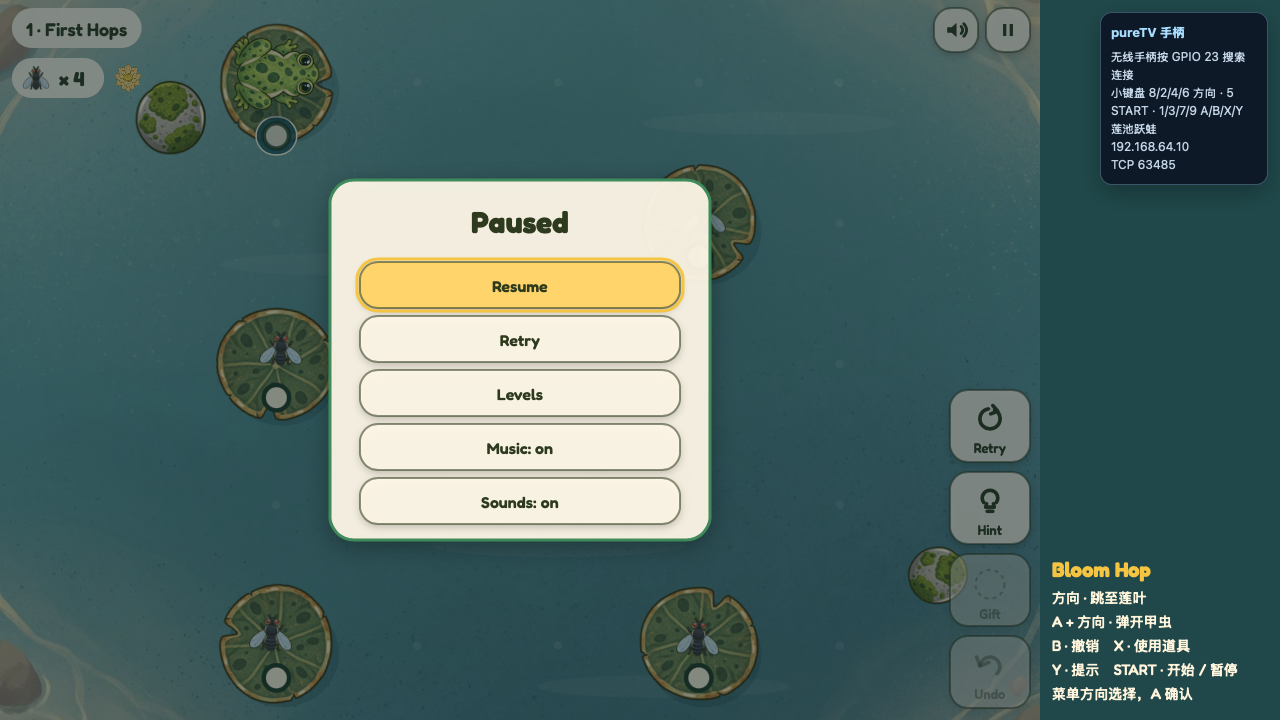 1 · First Hops
× 4
Paused
Resume
Retry
Levels
Music: on
Sounds: on
Retry
Hint
Gift
Undo
pureTV 手柄
无线手柄按 GPIO 23 搜索
连接
小键盘 8/2/4/6 方向 · 5
START · 1/3/7/9 A/B/X/Y
莲池跃蛙
192.168.64.10
TCP 63485
Bloom Hop
方向 · 跳至莲叶
A + 方向 · 弹开甲虫
B · 撤销 X · 使用道具
Y · 提示 START · 开始 / 暂停
菜单方向选择，A 确认